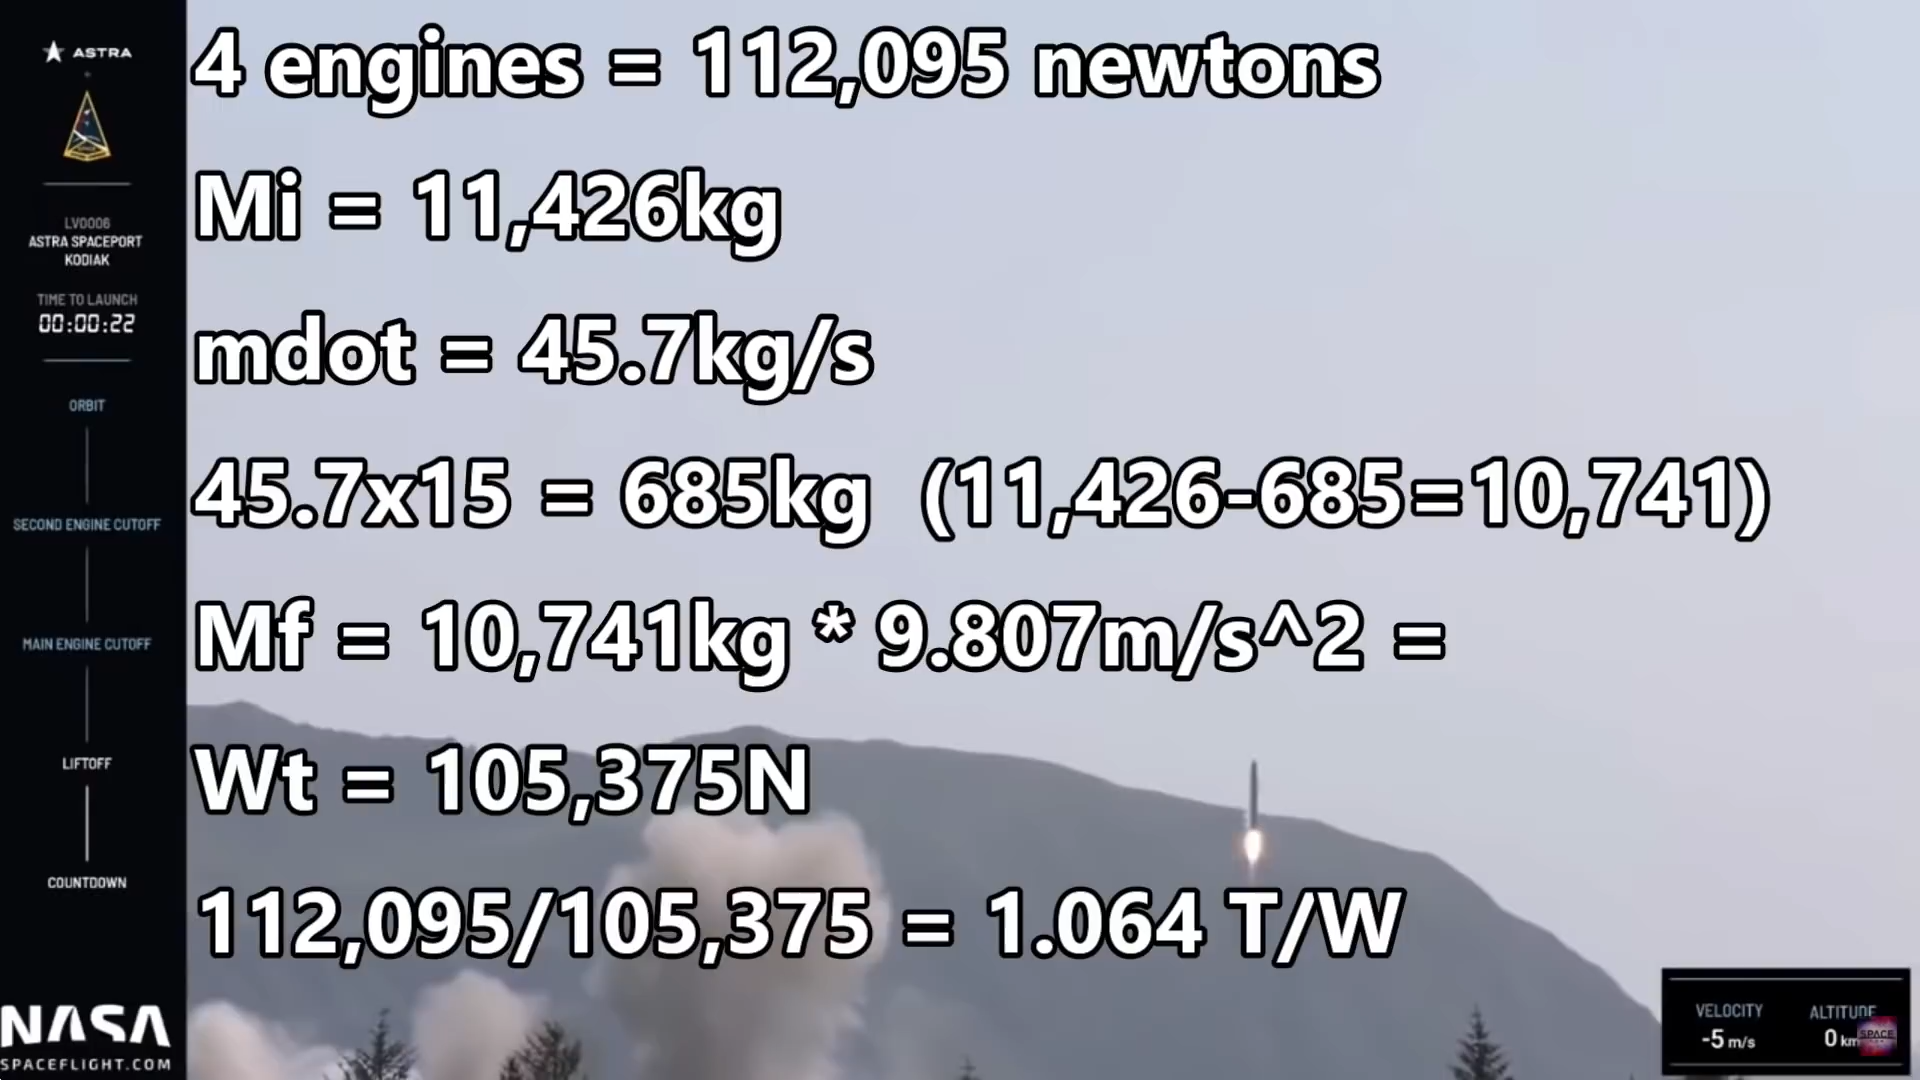 ASTRA
LV0006
ASTRA SPACEPORT
KODIAK
TIME TO LAUNCH
00:00:22
ORBIT
SECOND ENGINE CUTOFF
MAIN ENGINE CUTOFF
LIFTOFF
COUNTDOWN
NASA
SPACEFLIGHT.COM
4 engines = 112,095 newtons
Mi = 11,426kg
mdot = 45.7kg/s
45.7x15 = 685kg (11,426-685=10,741)
Mf = 10,741kg * 9.807m/s^2 =
Wt = 105,375N
112,095/105,375 = 1.064 T/W
VELOCITY
-5 m/s
ALTITUDE
0 km
SPACE